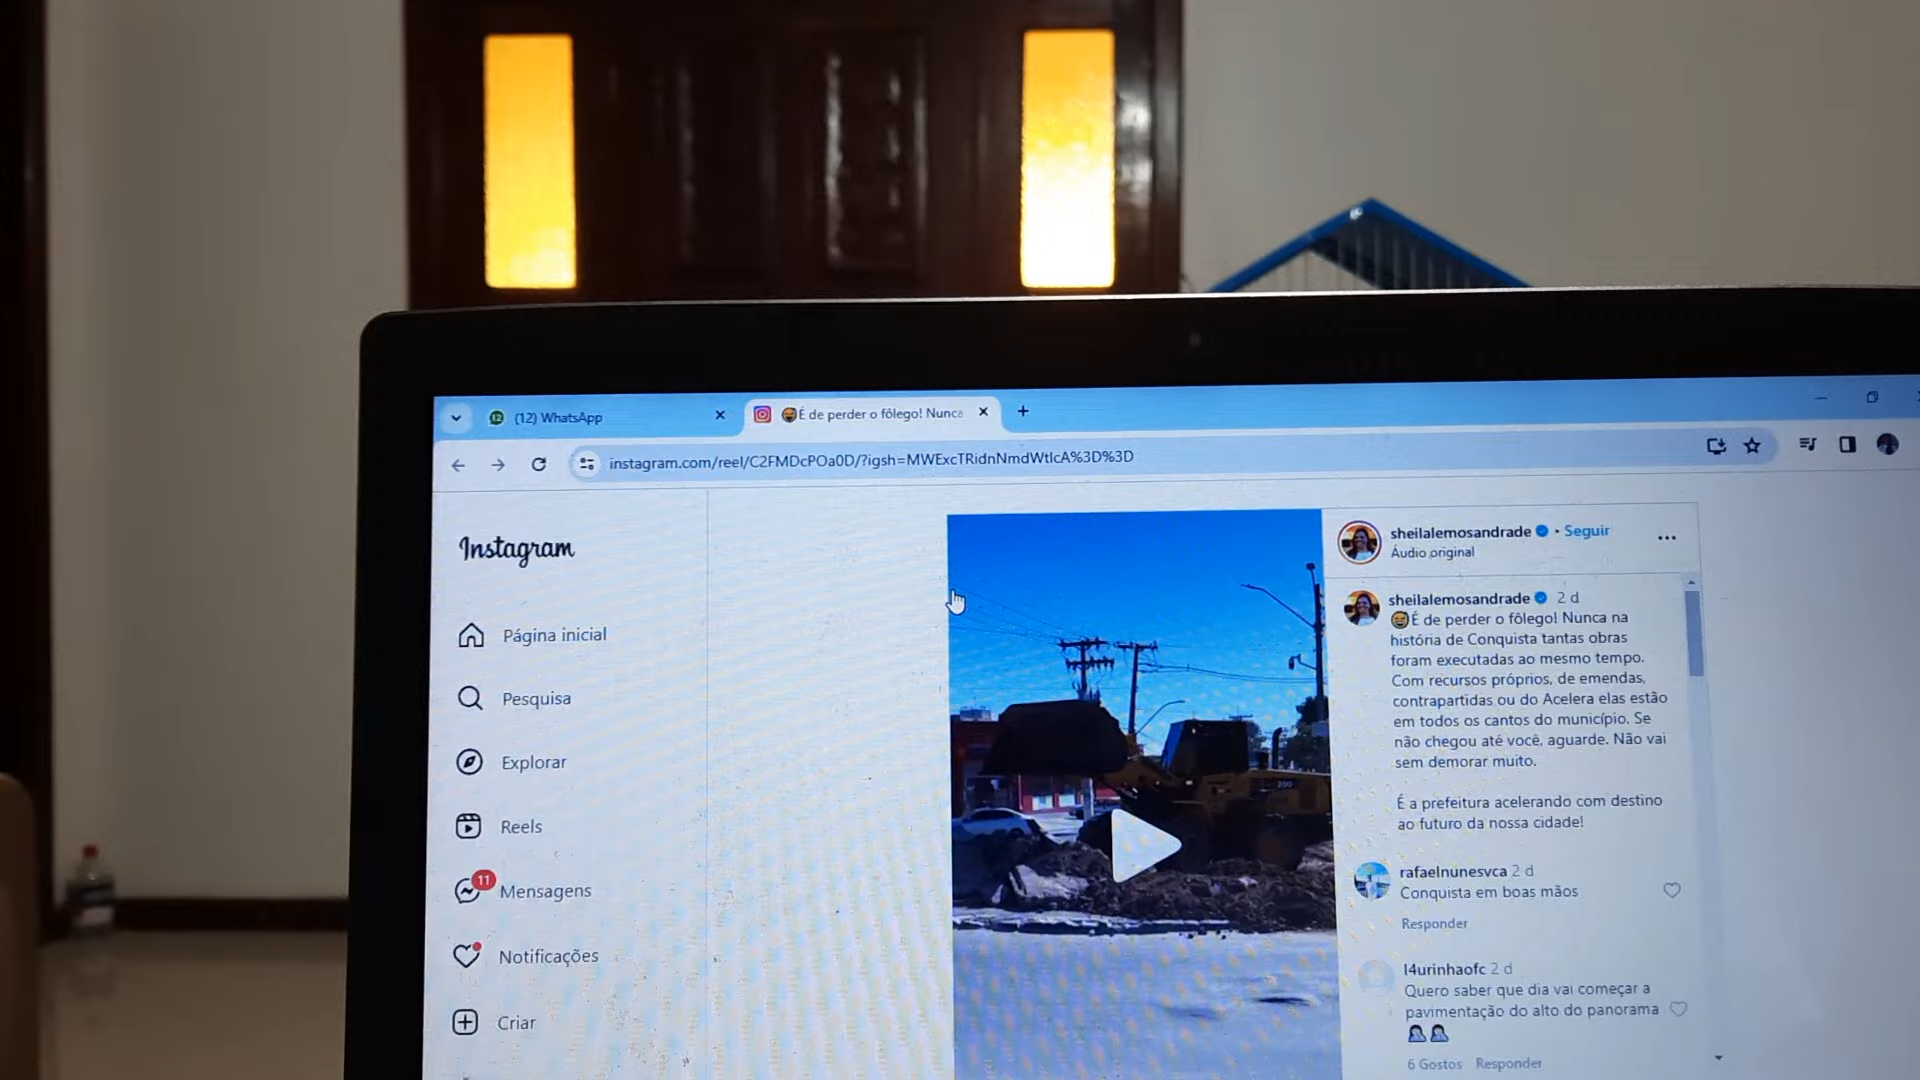 (12) WhatsApp
É de perder o fôlego! Nunca
instagram.com/reel/C2FMDcPOa0D/?igsh=MWExcTRidnNmdWtlcA%3D%3D
Instagram
Página inicial
Pesquisa
Explorar
Reels
11
Mensagens
Notificações
Criar
sheilalemosandrade • Seguir
Áudio original
sheilalemosandrade 2 d
😅É de perder o fôlego! Nunca na
história de Conquista tantas obras
foram executadas ao mesmo tempo.
Com recursos próprios, de emendas,
contrapartidas ou do Acelera elas estão
em todos os cantos do município. Se
não chegou até você, aguarde. Não vai
sem demorar muito.
É a prefeitura acelerando com destino
ao futuro da nossa cidade!
rafaelnunesvca 2 d
Conquista em boas mãos
Responder
l4urinhaofc 2 d
Quero saber que dia vai começar a
pavimentação do alto do panorama
6 Gostos Responder